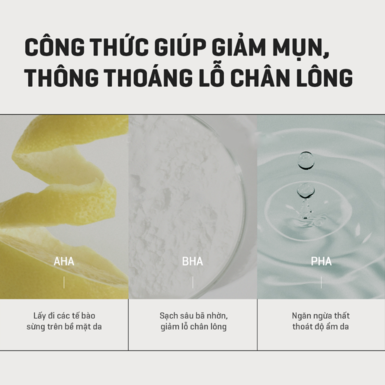 CÔNG THỨC GIÚP GIẢM MỤN,
THÔNG THOÁNG LỖ CHÂN LÔNG
AHA
BHA
PHA
Lấy đi các tế bào
sừng trên bề mặt da
Sạch sâu bã nhờn,
giảm lỗ chân lông
Ngăn ngừa thất
thoát độ ẩm da